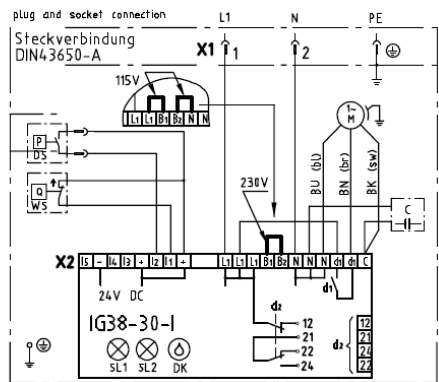 plug and socket connection
L1 N PE
Steckverbindung
DIN43650-A
X1 1 2
115V
L1 L1 B1 B2 N N
P
DS
Q
WS
230V
1~
M
BU (bl)
BN (br)
BK (sw)
C
X2 I5 - I4 I3 + I2 I1 + L1 L1 L1 B1 B2 N N N d1 d1 C
24V DC
d1
d2
IG38-30-I
12
21
22
24
d2
12
21
24
22
SL1 SL2 DK